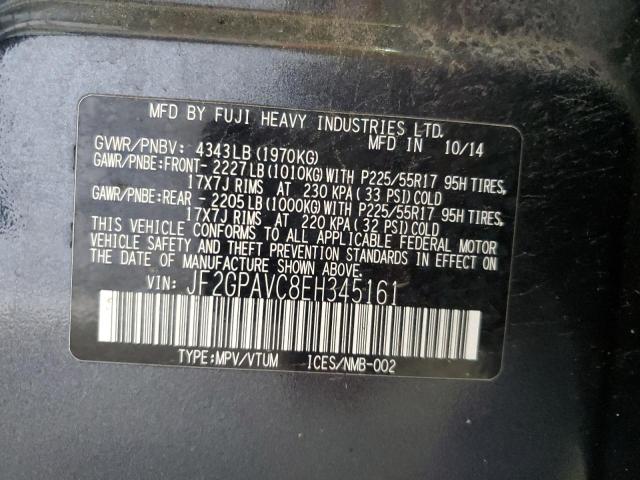 MFD BY FUJI HEAVY INDUSTRIES LTD.
MFD IN 10/14
GVWR/PNBV: 4343LB (1970KG)
GAWR/PNBE:FRONT- 2227LB (1010KG) WITH P225/55R17 95H TIRES,
17X7J RIMS AT 230 KPA (33 PSI) COLD
GAWR/PNBE:REAR - 2205LB (1000KG) WITH P225/55R17 95H TIRES,
17X7J RIMS AT 220 KPA (32 PSI) COLD
THIS VEHICLE CONFORMS TO ALL APPLICABLE FEDERAL MOTOR
VEHICLE SAFETY AND THEFT PREVENTION STANDARDS IN EFFECT ON
THE DATE OF MANUFACTURE SHOWN ABOVE.
VIN: JF2GPAVC8EH345161
TYPE:MPV/VTUM ICES/NMB-002